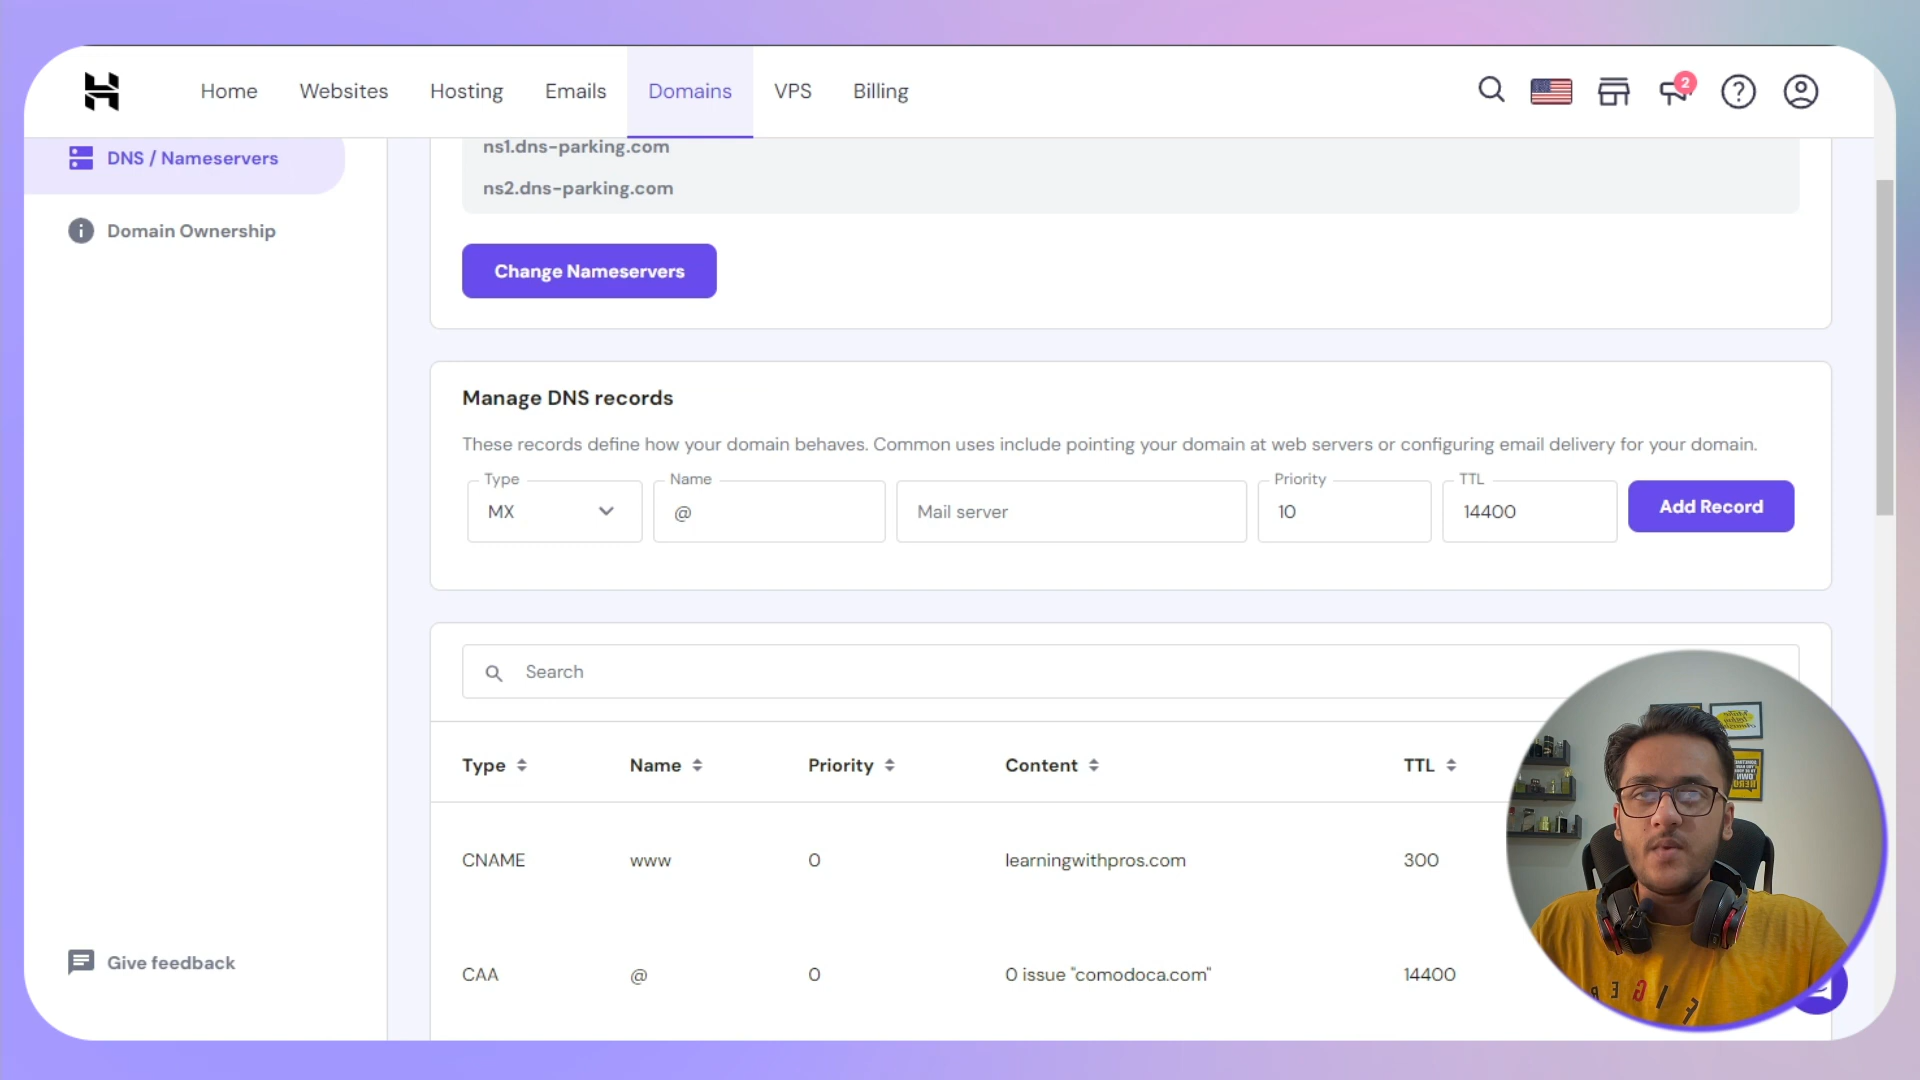 Home Websites Hosting Emails Domains VPS Billing 2
DNS / Nameservers
Domain Ownership
ns1.dns-parking.com
ns2.dns-parking.com
Change Nameservers
Manage DNS records
These records define how your domain behaves. Common uses include pointing your domain at web servers or configuring email delivery for your domain.
Type Name Priority TTL
MX @ Mail server 10 14400 Add Record
Search
Type Name Priority Content TTL
CNAME www 0 learningwithpros.com 300
CAA @ 0 0 issue "comodoca.com" 14400
Give feedback